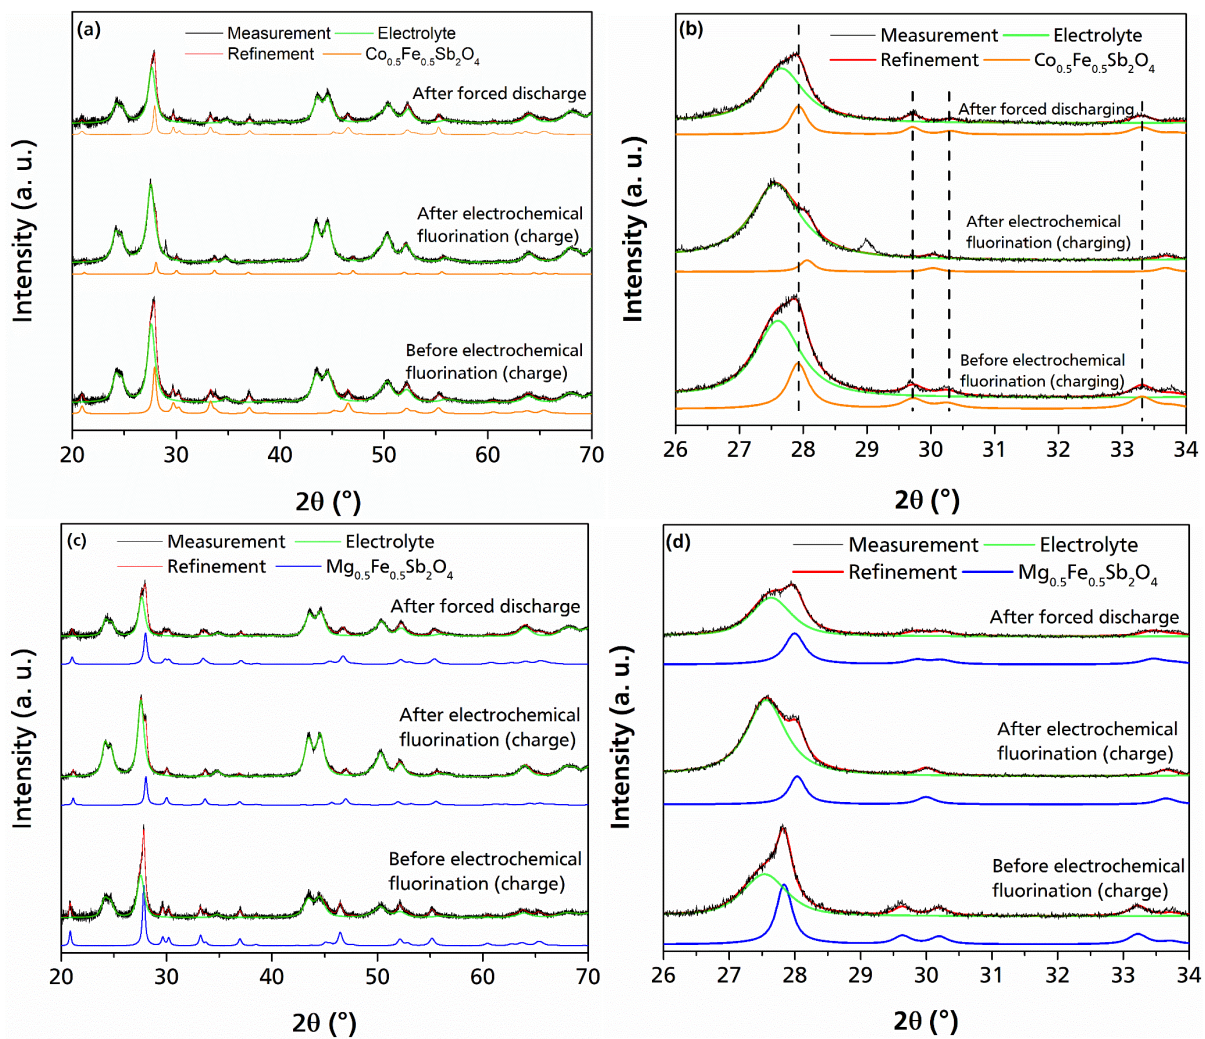 (a)
Measurement Electrolyte
Refinement Co0.5Fe0.5Sb2O4
After forced discharge
After electrochemical
fluorination (charge)
Before electrochemical
fluorination (charge)
Intensity (a. u.)
20 30 40 50 60 70
2θ (°)
(b)
Measurement Electrolyte
Refinement Co0.5Fe0.5Sb2O4
After forced discharging
After electrochemical
fluorination (charging)
Before electrochemical
fluorination (charging)
Intensity (a. u.)
26 27 28 29 30 31 32 33 34
2θ (°)
(c)
Measurement Electrolyte
Refinement Mg0.5Fe0.5Sb2O4
After forced discharge
After electrochemical
fluorination (charge)
Before electrochemical
fluorination (charge)
Intensity (a. u.)
20 30 40 50 60 70
2θ (°)
(d)
Measurement Electrolyte
Refinement Mg0.5Fe0.5Sb2O4
After forced discharge
After electrochemical
fluorination (charge)
Before electrochemical
fluorination (charge)
Intensity (a. u.)
26 27 28 29 30 31 32 33 34
2θ (°)